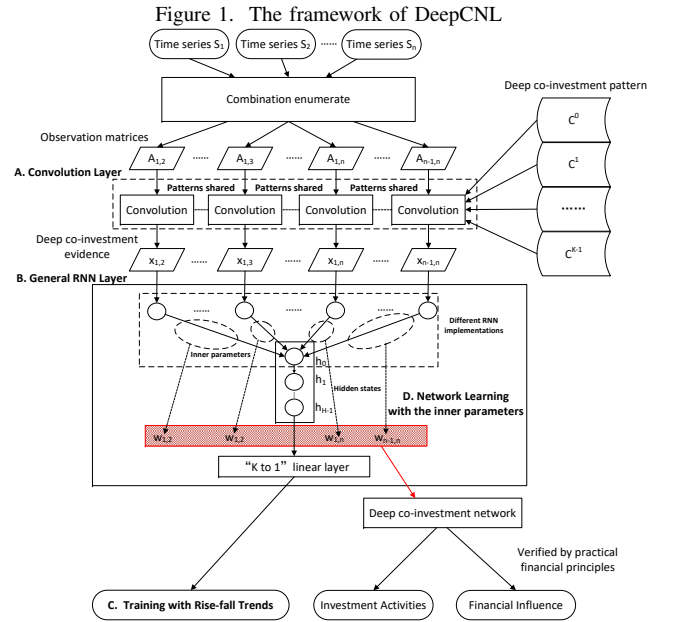 Figure 1. The framework of DeepCNL
Time series S1 Time series S2 ...... Time series Sn
Combination enumerate
Deep co-investment pattern
Observation matrices
A1,2 ...... A1,3 A1,n ...... An-1,n
C^0
C^1
......
C^K-1
A. Convolution Layer
Patterns shared Patterns shared Patterns shared
Convolution Convolution Convolution Convolution
Deep co-investment
evidence
x1,2 ...... x1,3 x1,n ...... xn-1,n
B. General RNN Layer
...... ...... ......
Different RNN
implementations
Inner parameters
h0
h1
hH-1
Hidden states
D. Network Learning
with the inner parameters
w1,2 w1,2 w1,n wn-1,n
“K to 1” linear layer
Deep co-investment network
Verified by practical
financial principles
C. Training with Rise-fall Trends
Investment Activities
Financial Influence